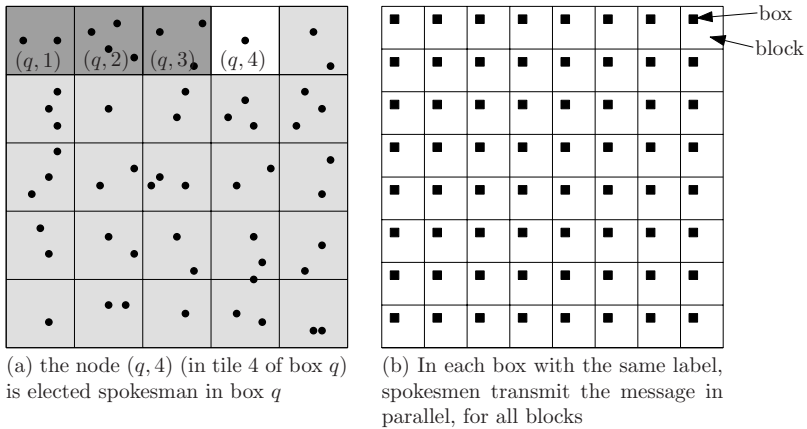 (q, 1) (q, 2) (q, 3) (q, 4)
box
block
(a) the node (q, 4) (in tile 4 of box q)
is elected spokesman in box q
(b) In each box with the same label,
spokesmen transmit the message in
parallel, for all blocks